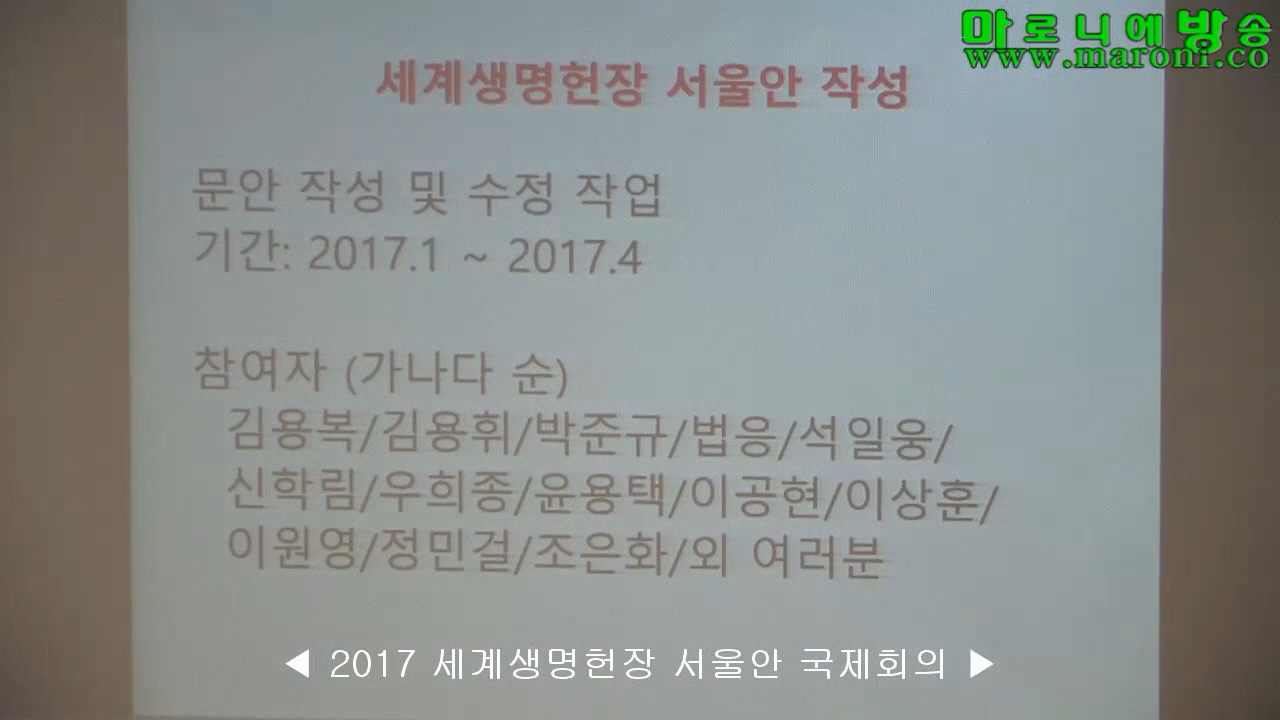 마로니에방송
www.maroni.co
세계생명헌장 서울안 작성
문안 작성 및 수정 작업
기간: 2017.1 ~ 2017.4
참여자 (가나다 순)
김용복/김용휘/박준규/법응/석일웅/
신학림/우희종/윤용택/이공현/이상훈/
이원영/정민걸/조은화/외 여러분
◀ 2017 세계생명헌장 서울안 국제회의 ▶